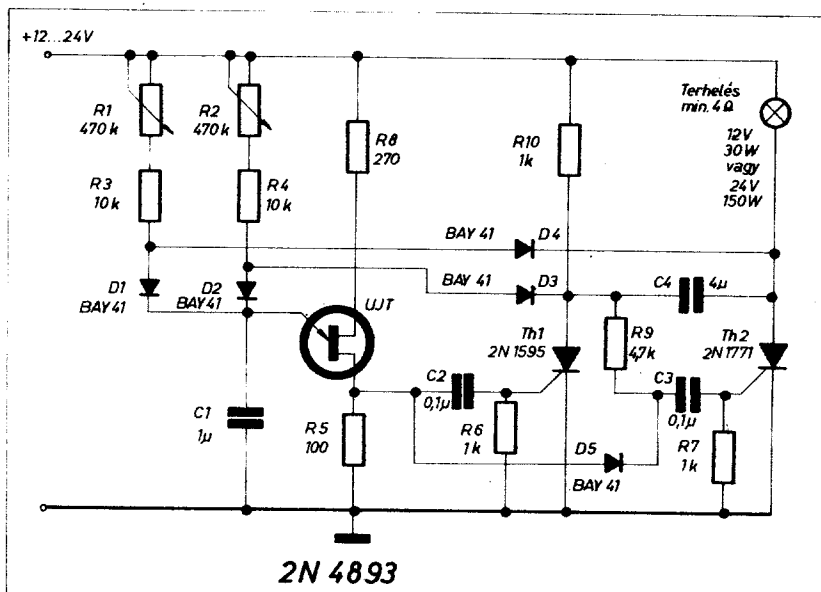 +12...24V
R1
470 k
R2
470k
R8
270
R10
1k
Terhelés
min. 4Ω
12V
30W
vagy
24V
150W
R3
10k
R4
10k
BAY 41
D4
D1
BAY 41
D2
BAY 41
BAY 41
D3
C4
4µ
UJT
Th1
2N 1595
R9
4,7k
Th2
2N 1771
C1
1µ
C2
0,1µ
C3
0,1µ
R5
100
R6
1k
D5
BAY 41
R7
1k
2N 4893